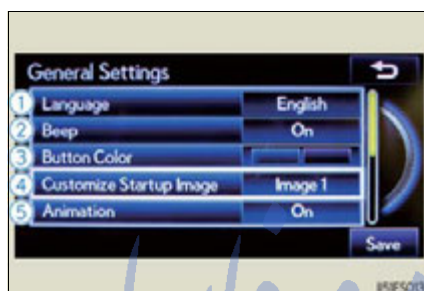 General Settings
1 Language English
2 Beep On
3 Button Color
4 Customize Startup Image Image 1
5 Animation On
Save